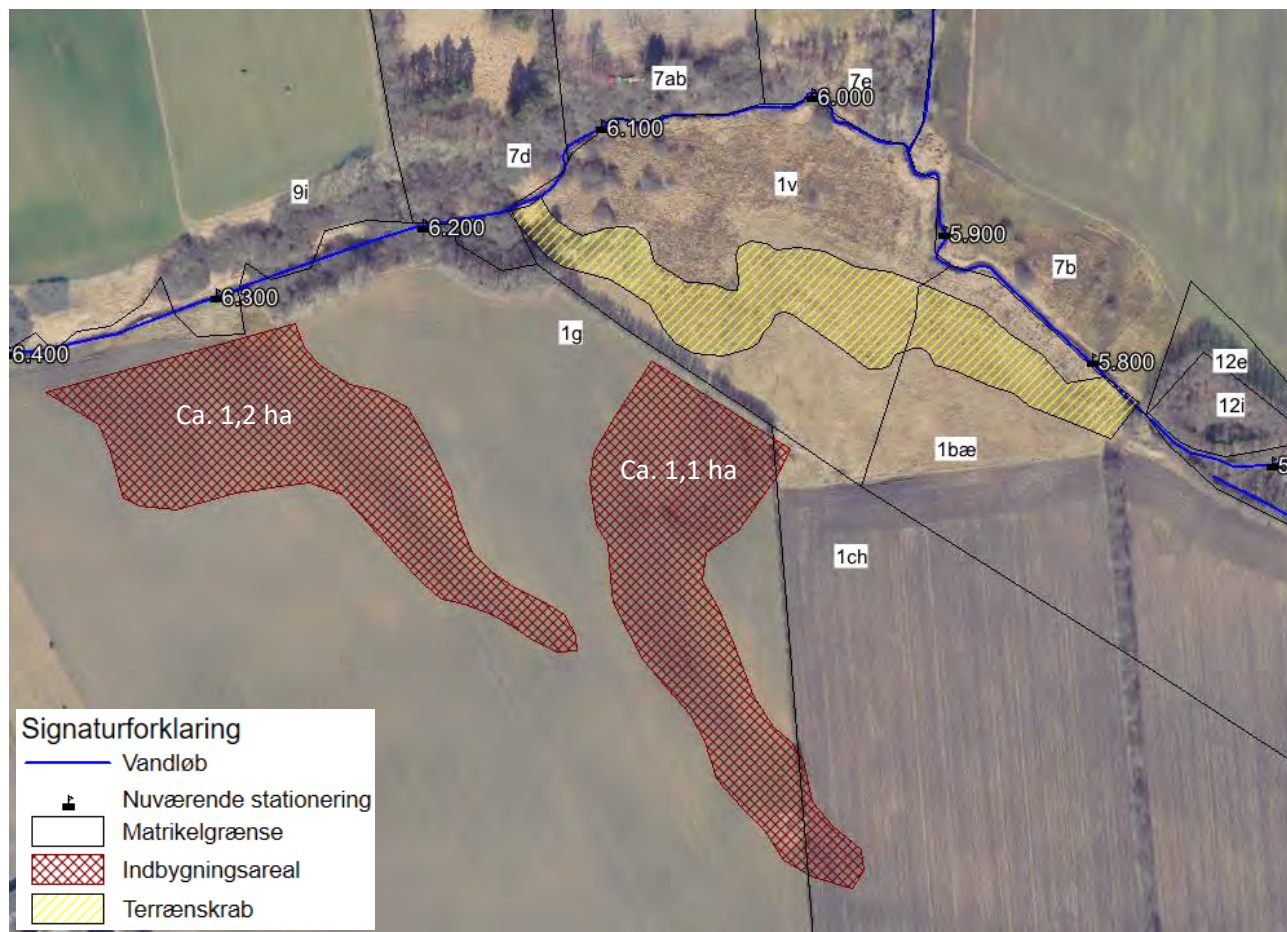 7ab
7e
6.000
6.100
7d
1v
9i
6.200
5.900
7b
6.300
1g
6.400
5.800
12e
12i
Ca. 1,2 ha
1bæ
Ca. 1,1 ha
5
1ch
Signaturforklaring
Vandløb
Nuværende stationering
Matrikelgrænse
Indbygningsareal
Terrænskrab